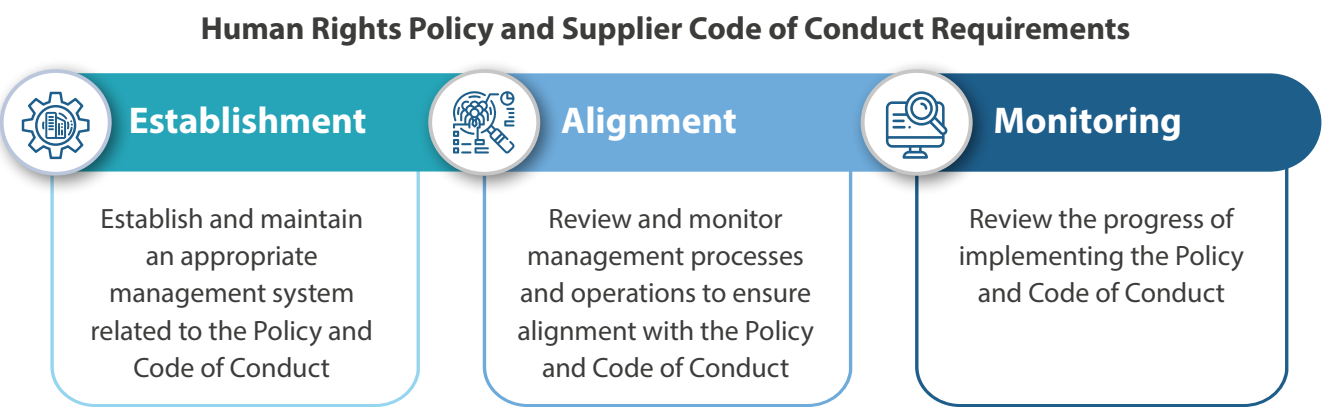 Human Rights Policy and Supplier Code of Conduct Requirements
Establishment
Establish and maintain
an appropriate
management system
related to the Policy and
Code of Conduct
Alignment
Review and monitor
management processes
and operations to ensure
alignment with the Policy
and Code of Conduct
Monitoring
Review the progress of
implementing the Policy
and Code of Conduct